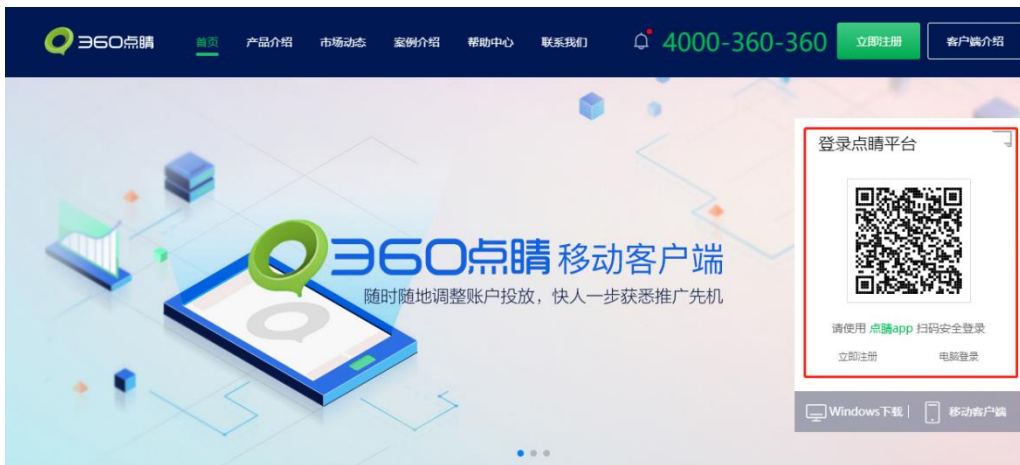 360点睛 首页 产品介绍 市场动态 案例介绍 帮助中心 联系我们 4000-360-360 立即注册 客户端介绍
登录点睛平台
360点睛 移动客户端
随时随地调整账户投放，快人一步获悉推广先机
请使用 点睛app 扫码安全登录
立即注册 电脑登录
Windows下载 | 移动客户端